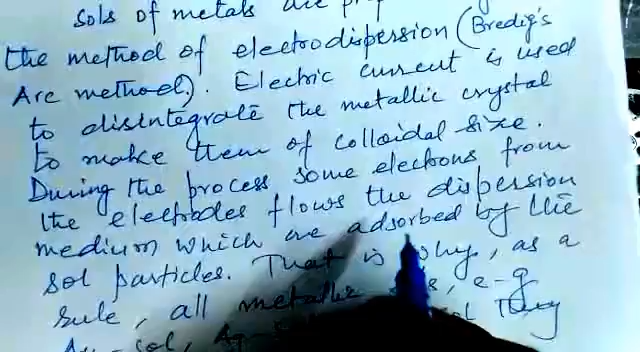 sols of metals are
the method of electrodispersion (Bredig's
Arc method). Electric current is used
to disintegrate the metallic crystal
to make them of colloidal size.
During the process some electrons from
the electrodes flows the dispersion
medium which are adsorbed by the
sol particles. That is why, as a
rule, all metallic e-g
sol, They